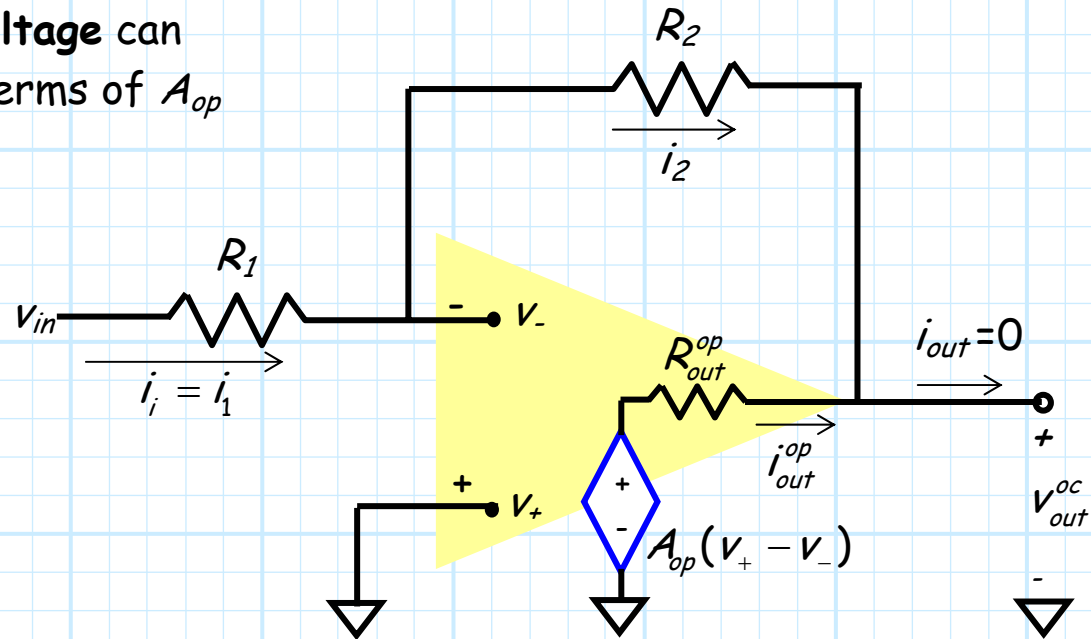 ltage can
erms of A_op
R_2
i_2
R_1
v_in
- v_-
i_i = i_1
R_out^op
i_out=0
i_out^op
+ v_+
+
-
A_op(v_+ − v_-)
+
v_out^oc
-